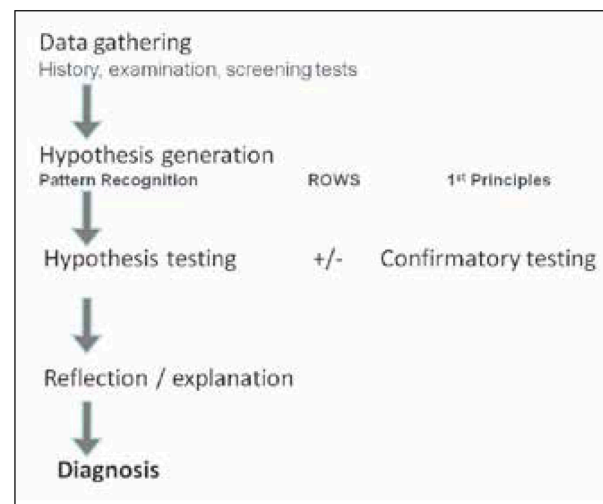 Data gathering
History, examination, screening tests
Hypothesis generation
Pattern Recognition ROWS 1st Principles
Hypothesis testing +/- Confirmatory testing
Reflection / explanation
Diagnosis